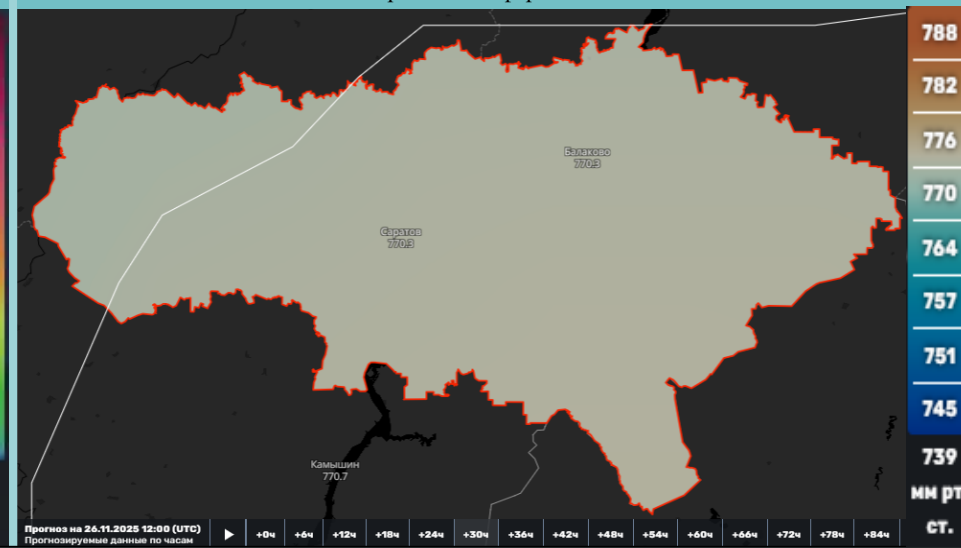 788
782
776
770
764
757
751
745
739
мм рт
ст.
Балаково
770.3
Саратов
770.3
Камышин
770.7
Прогноз на 26.11.2025 12:00 (UTC)
Прогнозируемые данные по часам
+0ч +6ч +12ч +18ч +24ч +30ч +36ч +42ч +48ч +54ч +60ч +66ч +72ч +78ч +84ч